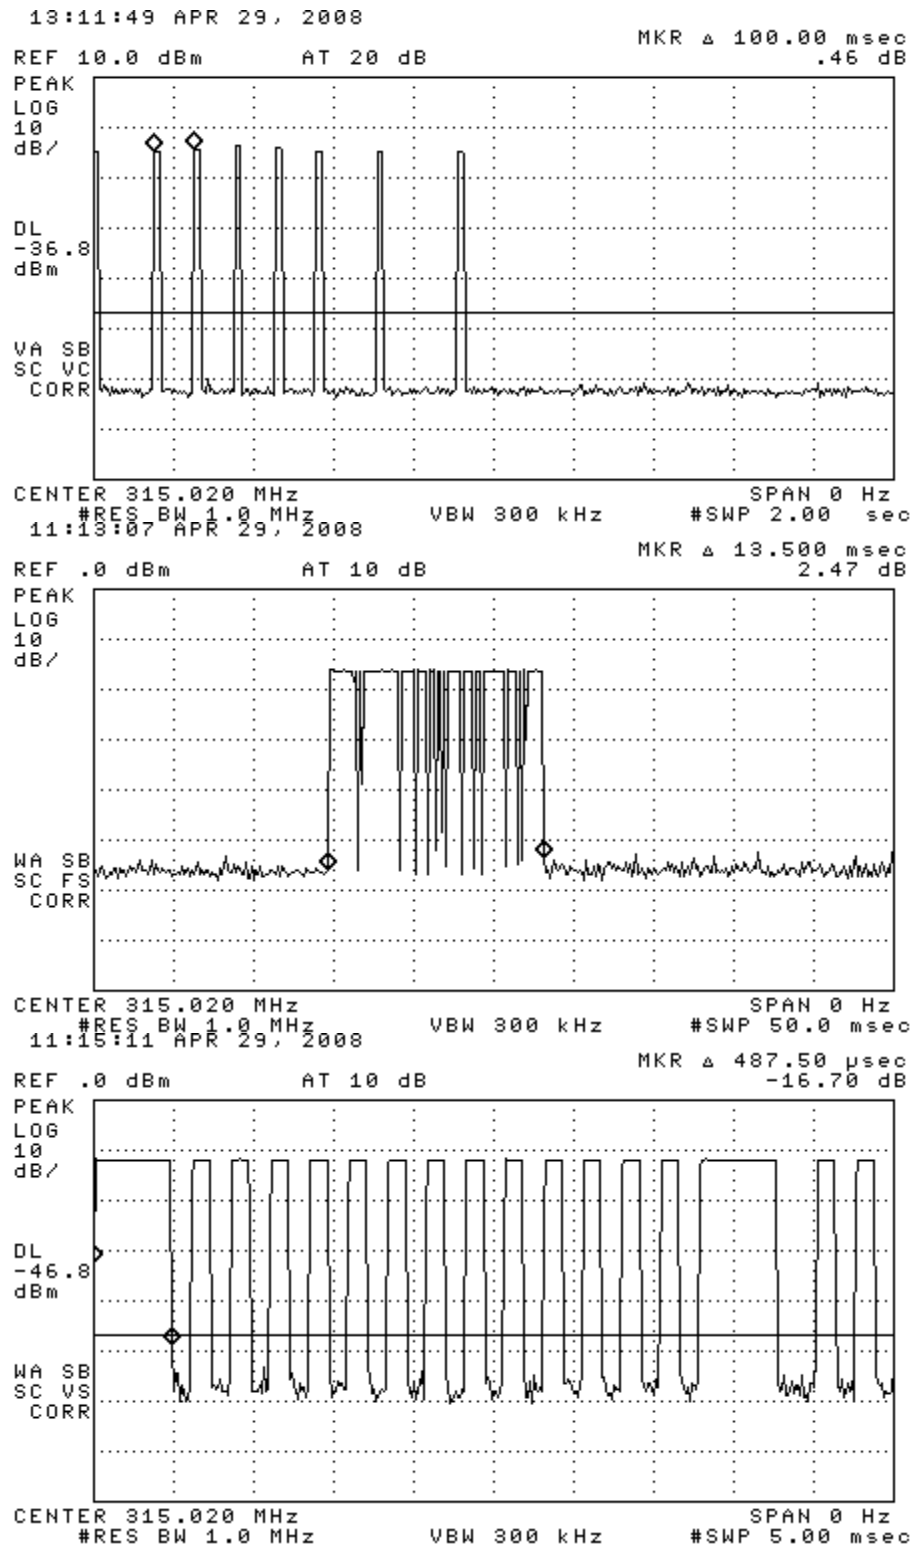 13:11:49 APR 29, 2008
MKR Δ 100.00 msec
REF 10.0 dBm AT 20 dB .46 dB
PEAK
LOG
10
dB/
DL
-36.8
dBm
VA SB
SC VC
CORR
CENTER 315.020 MHz SPAN 0 Hz
#RES BW 1.0 MHz VBW 300 kHz #SWP 2.00 sec
11:13:07 APR 29, 2008
MKR Δ 13.500 msec
REF .0 dBm AT 10 dB 2.47 dB
PEAK
LOG
10
dB/
WA SB
SC FS
CORR
CENTER 315.020 MHz SPAN 0 Hz
#RES BW 1.0 MHz VBW 300 kHz #SWP 50.0 msec
11:15:11 APR 29, 2008
MKR Δ 487.50 μsec
REF .0 dBm AT 10 dB -16.70 dB
PEAK
LOG
10
dB/
DL
-46.8
dBm
WA SB
SC VS
CORR
CENTER 315.020 MHz SPAN 0 Hz
#RES BW 1.0 MHz VBW 300 kHz #SWP 5.00 msec